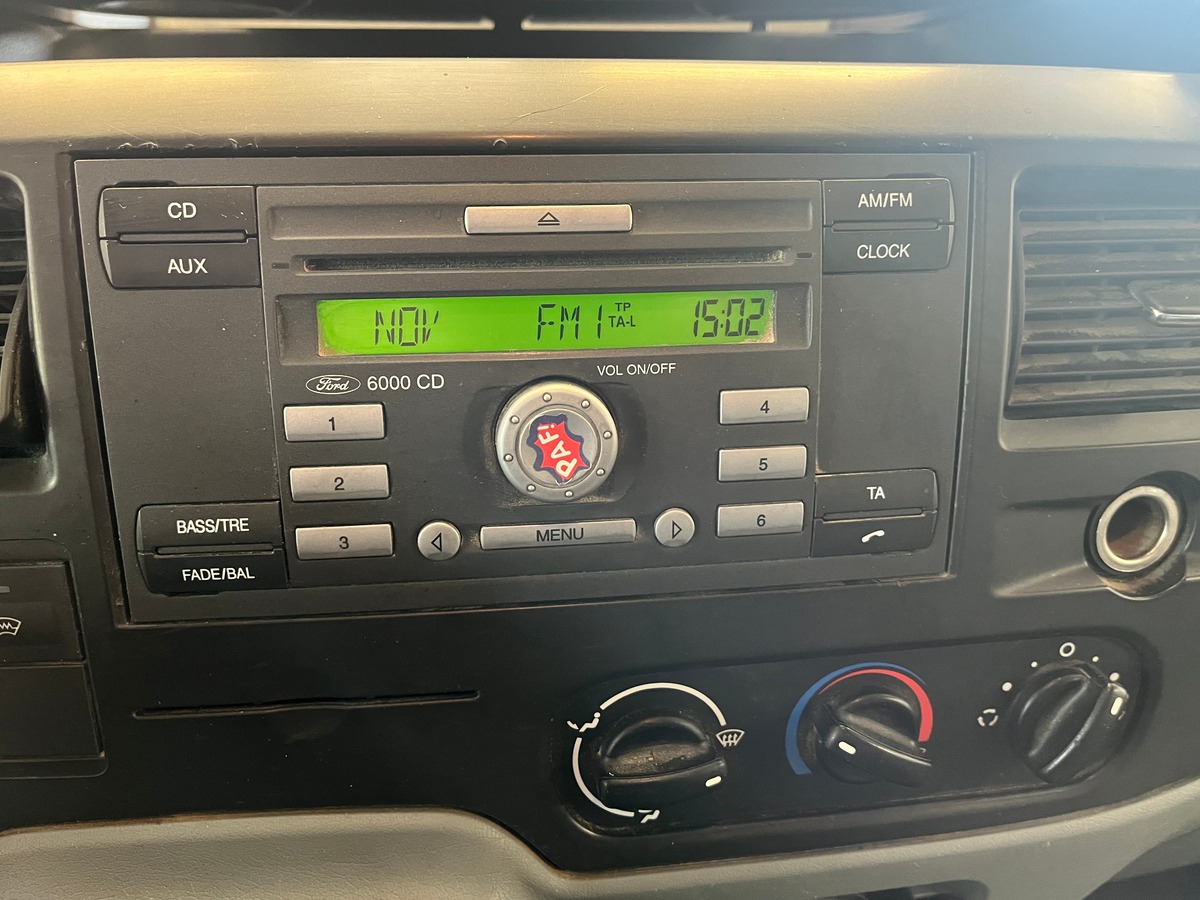 CD
AM/FM
AUX
CLOCK
NOV FM1 TP TA-L 15:02
Ford 6000 CD
VOL ON/OFF
1
4
PAF!
2
5
BASS/TRE
TA
3
MENU
6
FADE/BAL